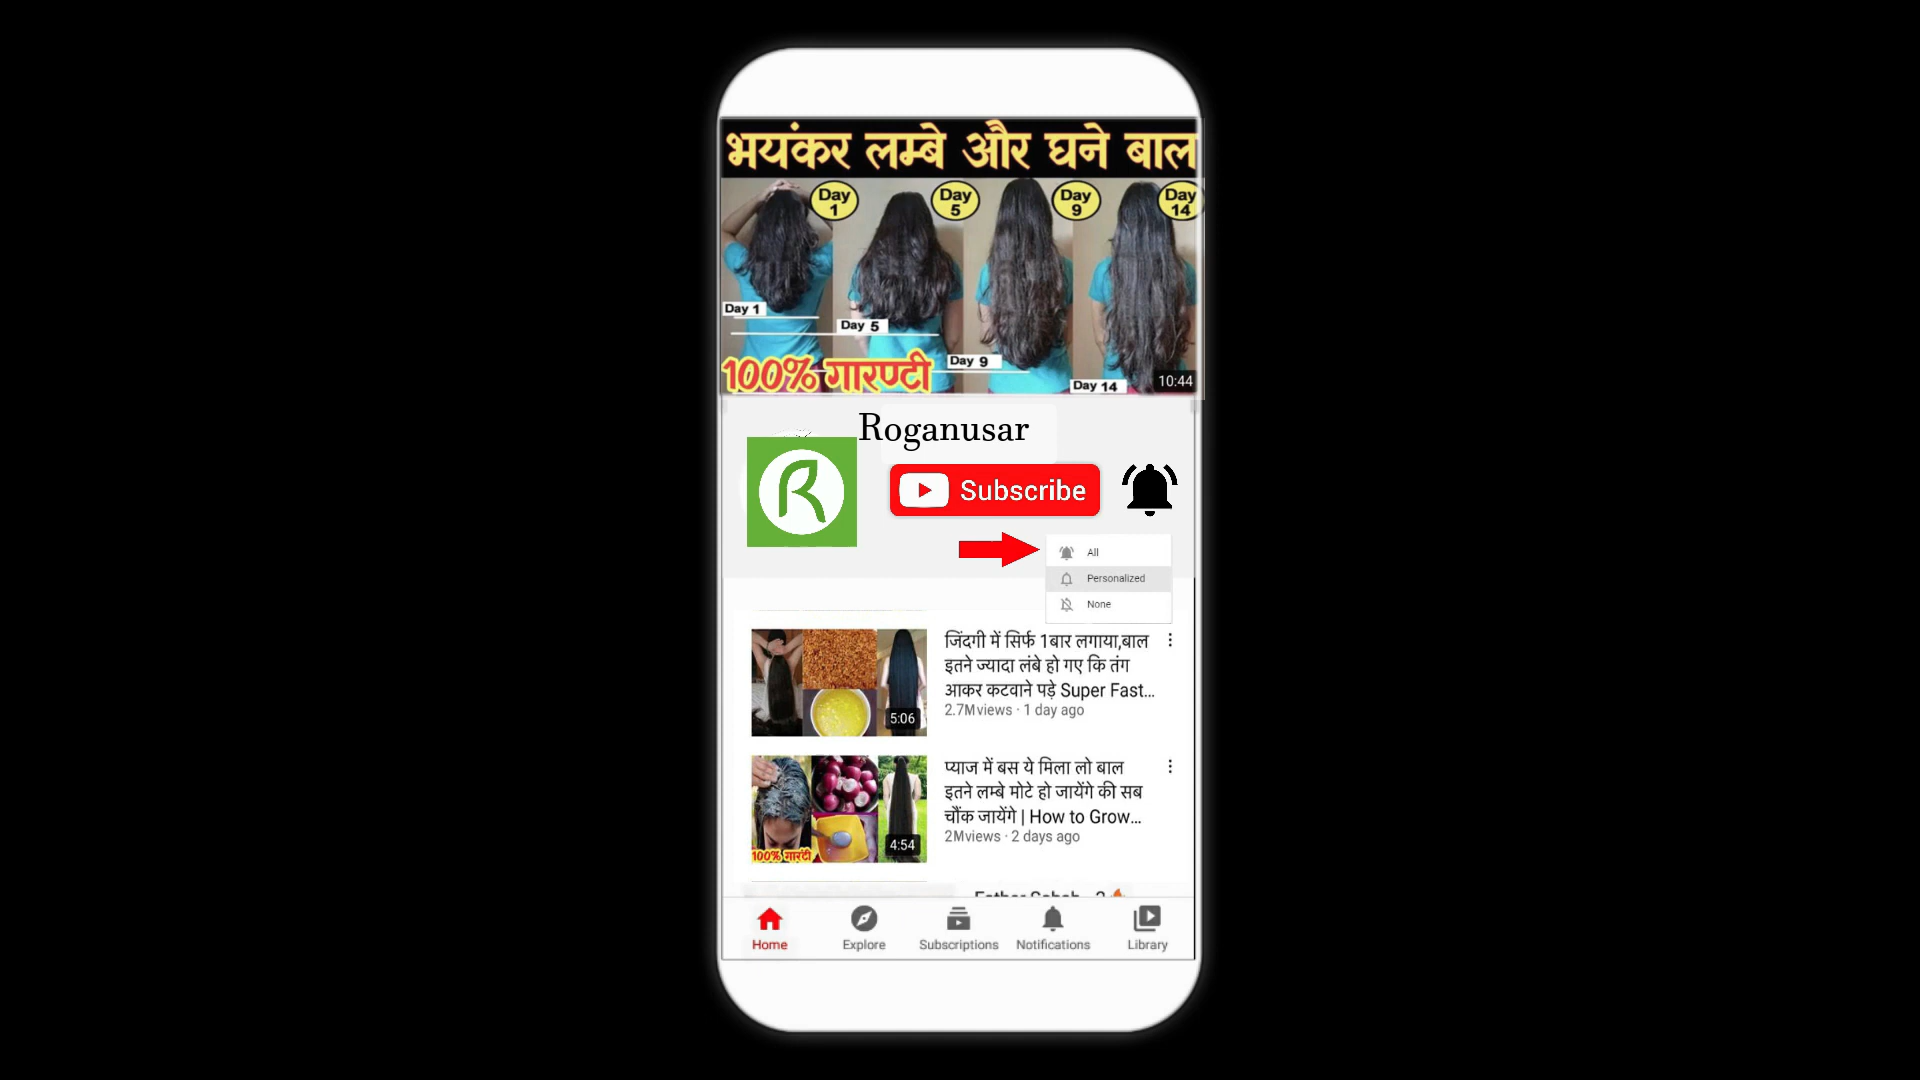 भयंकर लम्बे और घने बाल
Day 1
Day 5
Day 9
Day 14
Day 1
Day 5
Day 9
Day 14
100% गारण्टी
10:44
Roganusar
Subscribe
All
Personalized
None
जिंदगी में सिर्फ 1बार लगाया,बाल
इतने ज्यादा लंबे हो गए कि तंग
आकर कटवाने पड़े Super Fast...
2.7Mviews · 1 day ago
5:06
प्याज में बस ये मिला लो बाल
इतने लम्बे मोटे हो जायेंगे की सब
चौंक जायेंगे | How to Grow...
2Mviews · 2 days ago
100% गारंटी
4:54
Home
Explore
Subscriptions
Notifications
Library